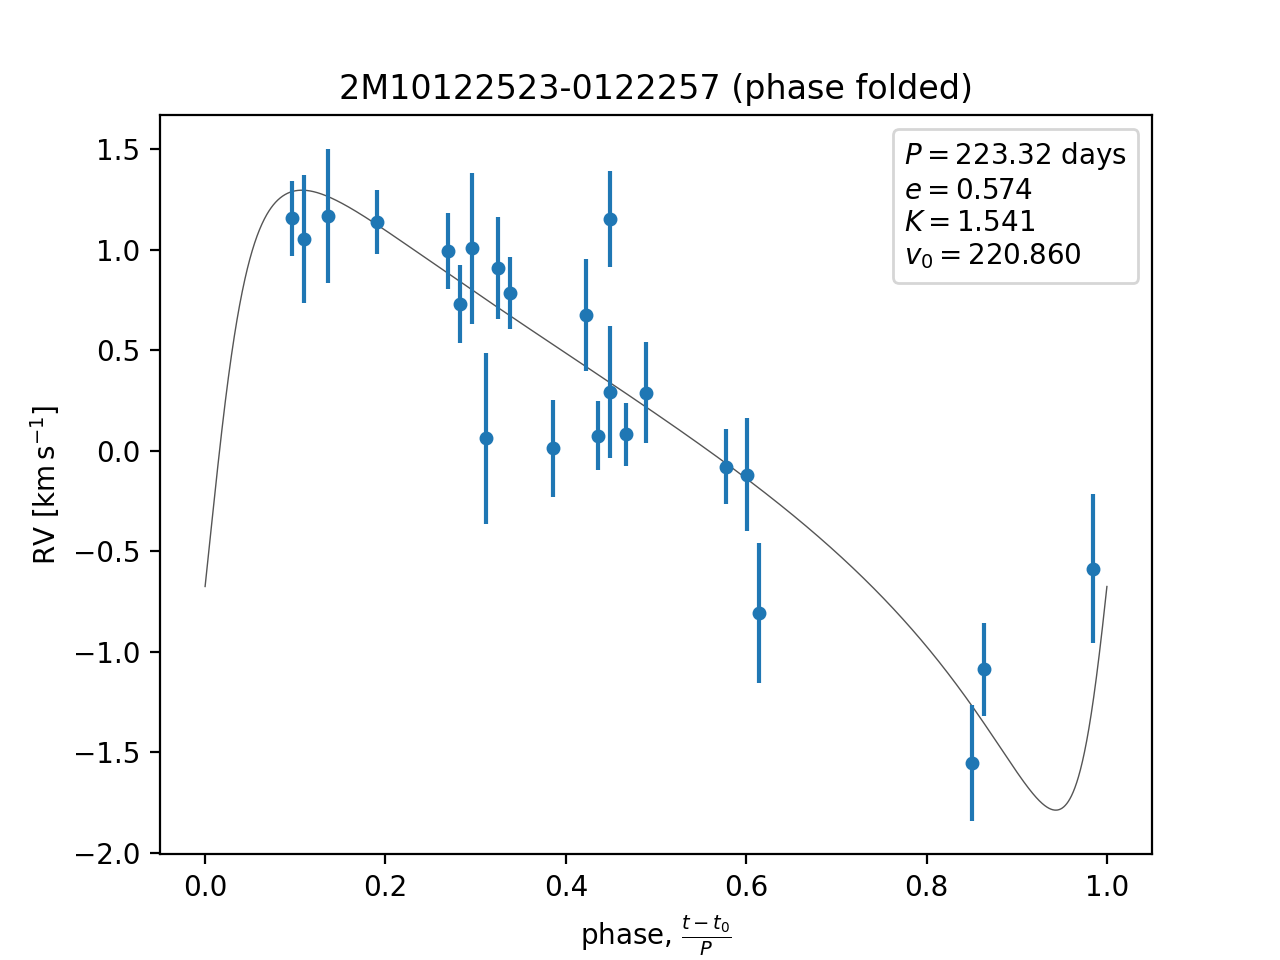 2M10122523-0122257 (phase folded)
P = 223.32 days
e = 0.574
K = 1.541
v₀ = 220.860
RV [km s⁻¹]
1.5
1.0
0.5
0.0
−0.5
−1.0
−1.5
−2.0
0.0 0.2 0.4 0.6 0.8 1.0
phase, (t − t₀)/P